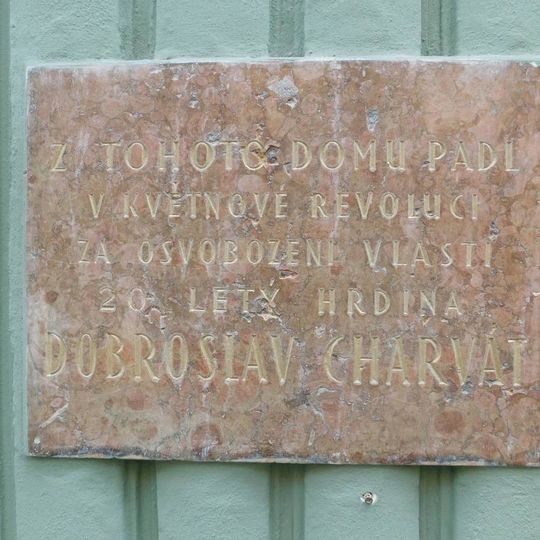 Z TOHOTO DOMU PADL
V KVĚTNOVÉ REVOLUCI
ZA OSVOBOZENÍ VLASTI
20 LETÝ HRDINA
DOBROSLAV CHARVÁT